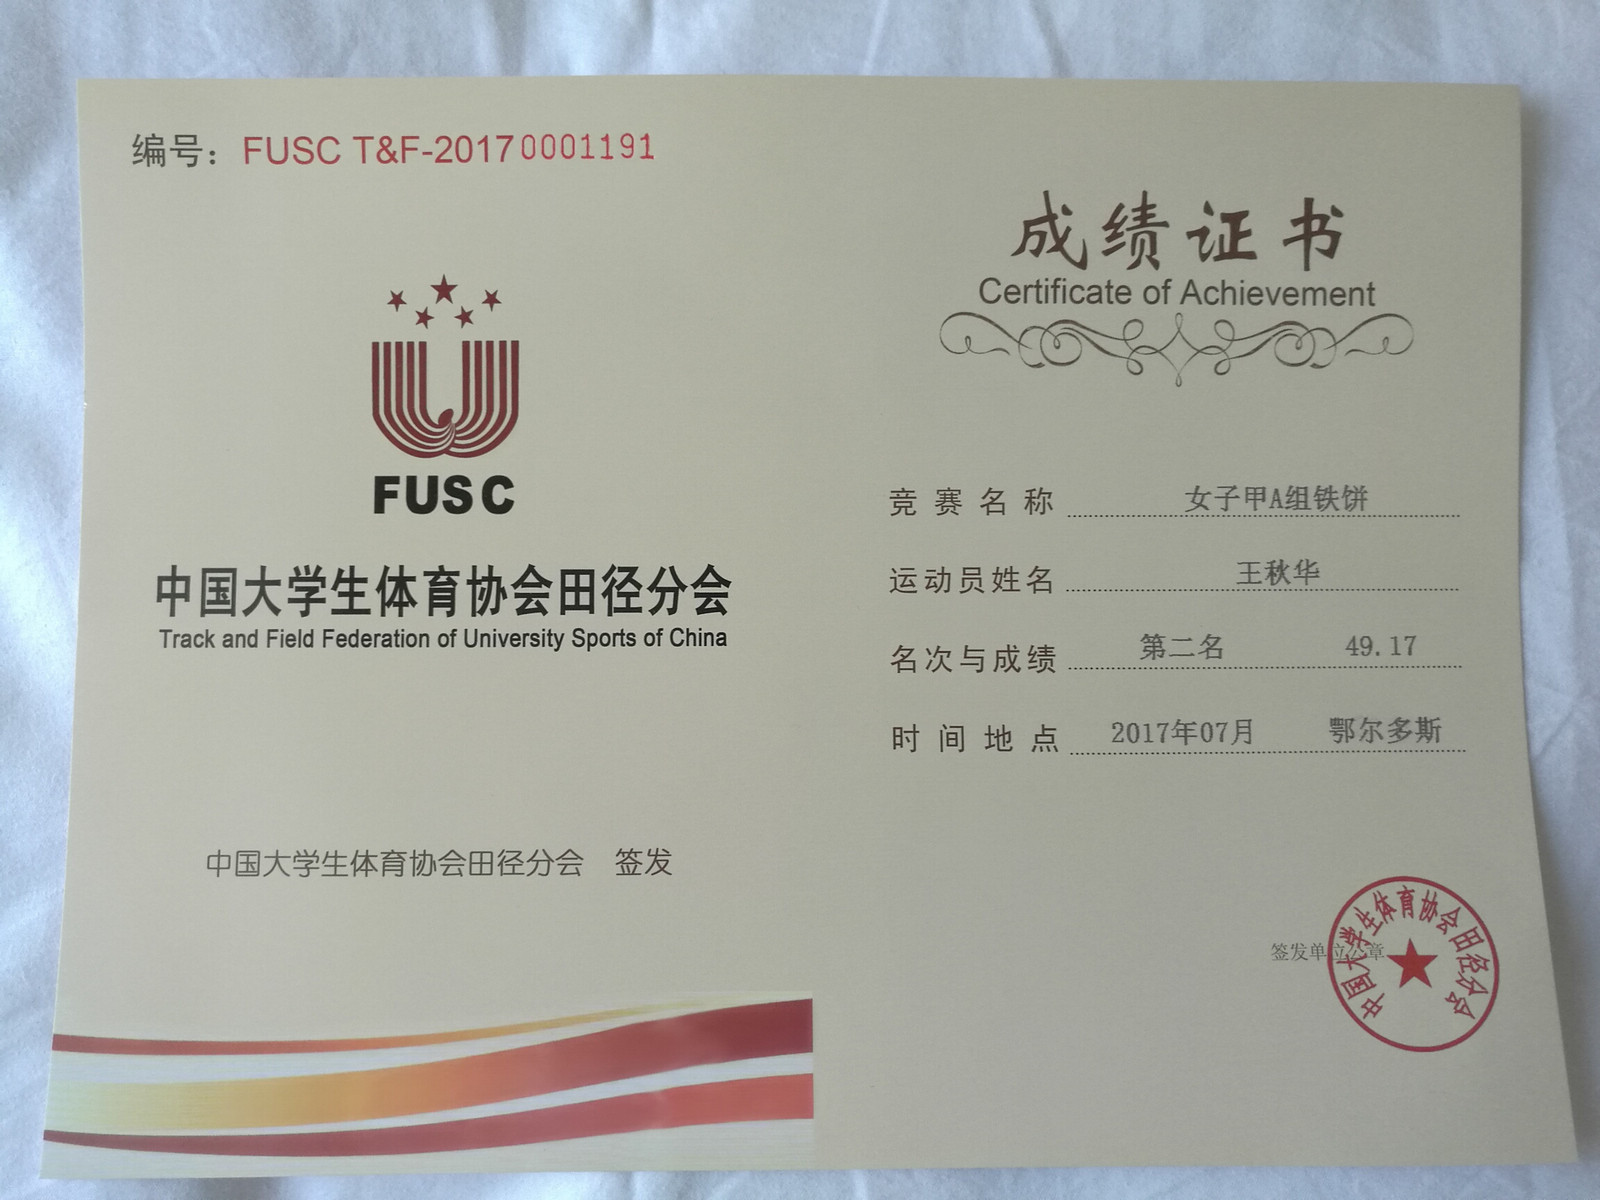 编号：FUSC T&F-20170001191
FUSC
中国大学生体育协会田径分会
Track and Field Federation of University Sports of China
中国大学生体育协会田径分会 签发
成绩证书
Certificate of Achievement
竞赛名称 女子甲A组铁饼
运动员姓名 王秋华
名次与成绩 第二名 49.17
时间地点 2017年07月 鄂尔多斯
签发单位公章
中国大学生体育协会田径分会